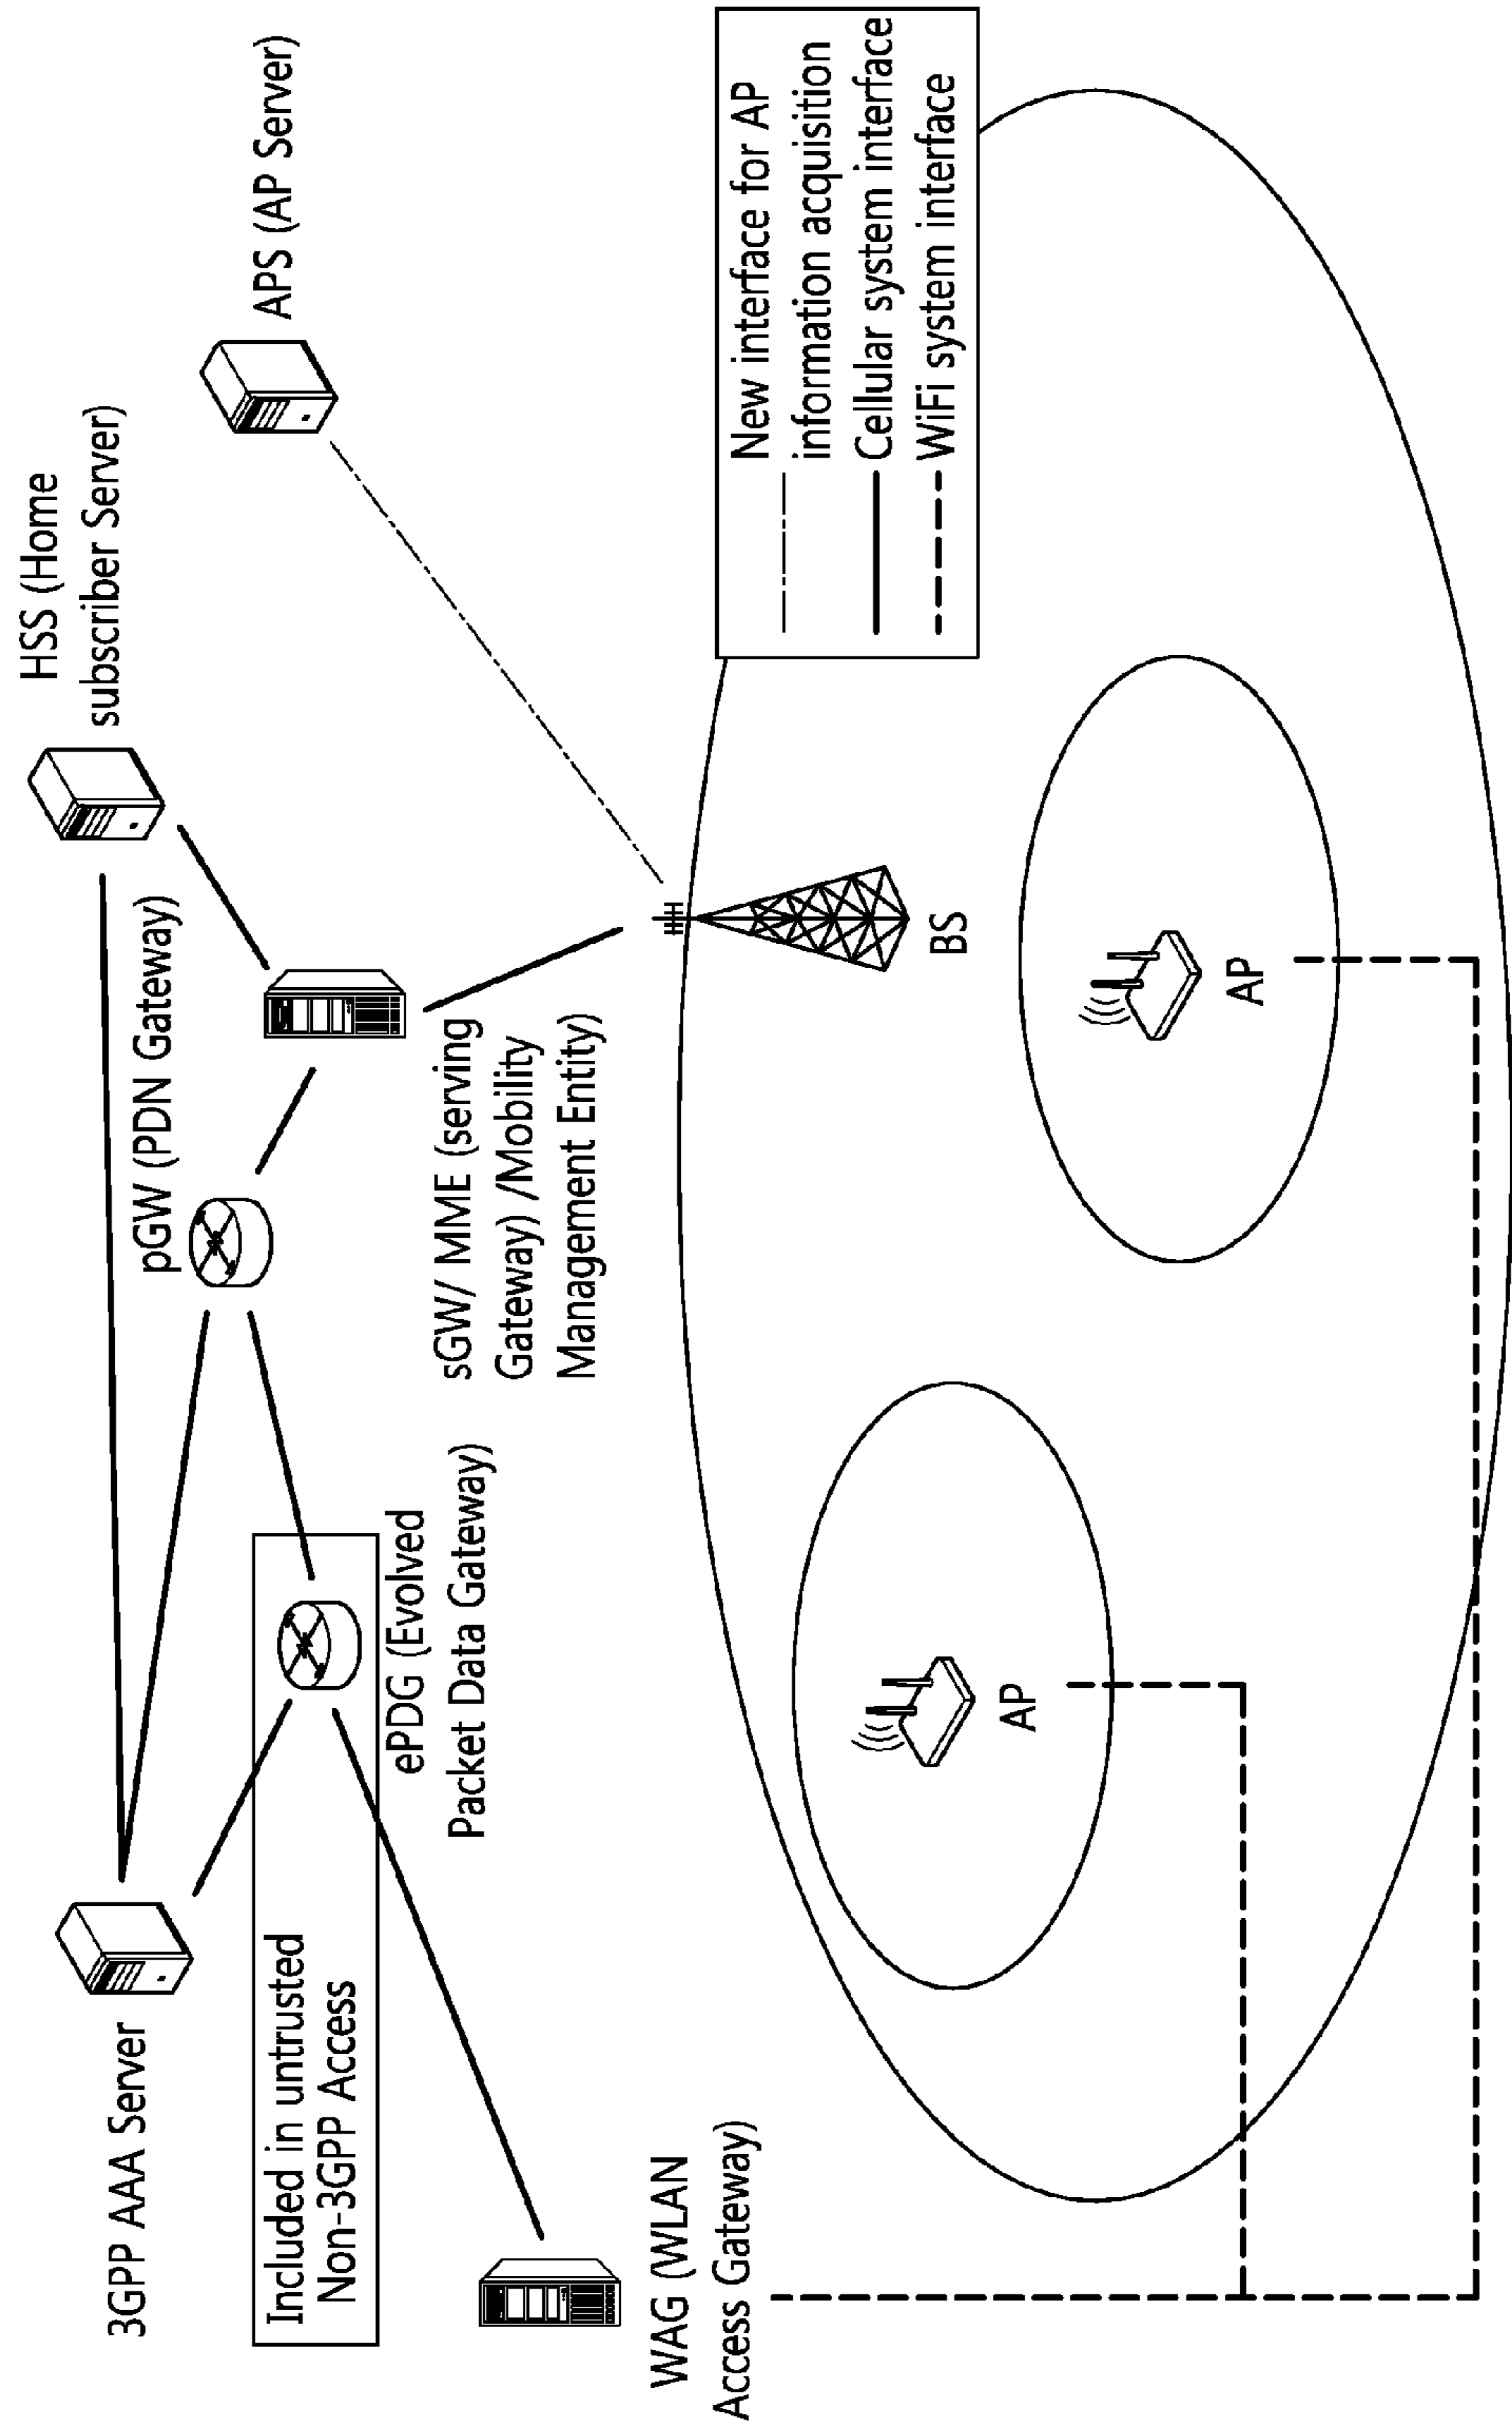 HSS (Home
subscriber Server)
3GPP AAA Server
pGW (PDN Gateway)
APS (AP Server)
Included in untrusted
Non-3GPP Access
ePDG (Evolved
Packet Data Gateway)
sGW/ MME (serving
Gateway) /Mobility
Management Entity)
WAG (WLAN
Access Gateway)
BS
New interface for AP
information acquisition
Cellular system interface
WiFi system interface
AP
AP